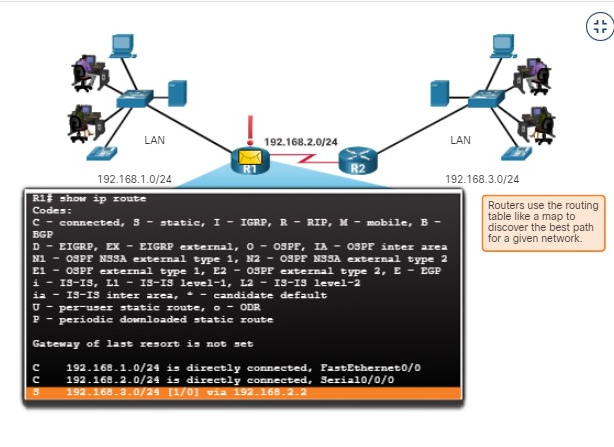 192.168.2.0/24
LAN
LAN
R1
R2
192.168.1.0/24
192.168.3.0/24
R1# show ip route
Codes:
C - connected, S - static, I - IGRP, R - RIP, M - mobile, B -
BGP
D - EIGRP, EX - EIGRP external, O - OSPF, IA - OSPF inter area
N1 - OSPF NSSA external type 1, N2 - OSPF NSSA external type 2
E1 - OSPF external type 1, E2 - OSPF external type 2, E - EGP
i - IS-IS, L1 - IS-IS level-1, L2 - IS-IS level-2
ia - IS-IS inter area, * - candidate default
U - per-user static route, o - ODR
P - periodic downloaded static route
Gateway of last resort is not set
C 192.168.1.0/24 is directly connected, FastEthernet0/0
C 192.168.2.0/24 is directly connected, Serial0/0/0
S 192.168.3.0/24 [1/0] via 192.168.2.2
Routers use the routing
table like a map to
discover the best path
for a given network.